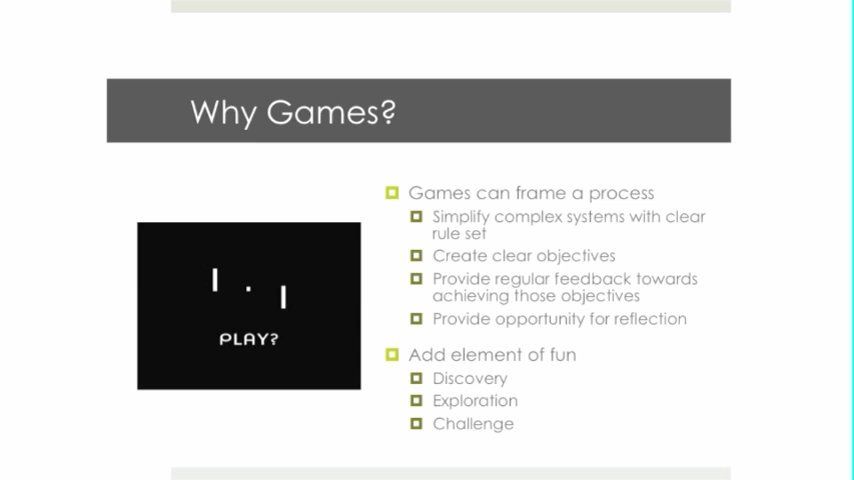 Why Games?
Games can frame a process
Simplify complex systems with clear
rule set
Create clear objectives
Provide regular feedback towards
achieving those objectives
Provide opportunity for reflection
Add element of fun
Discovery
Exploration
Challenge
PLAY?